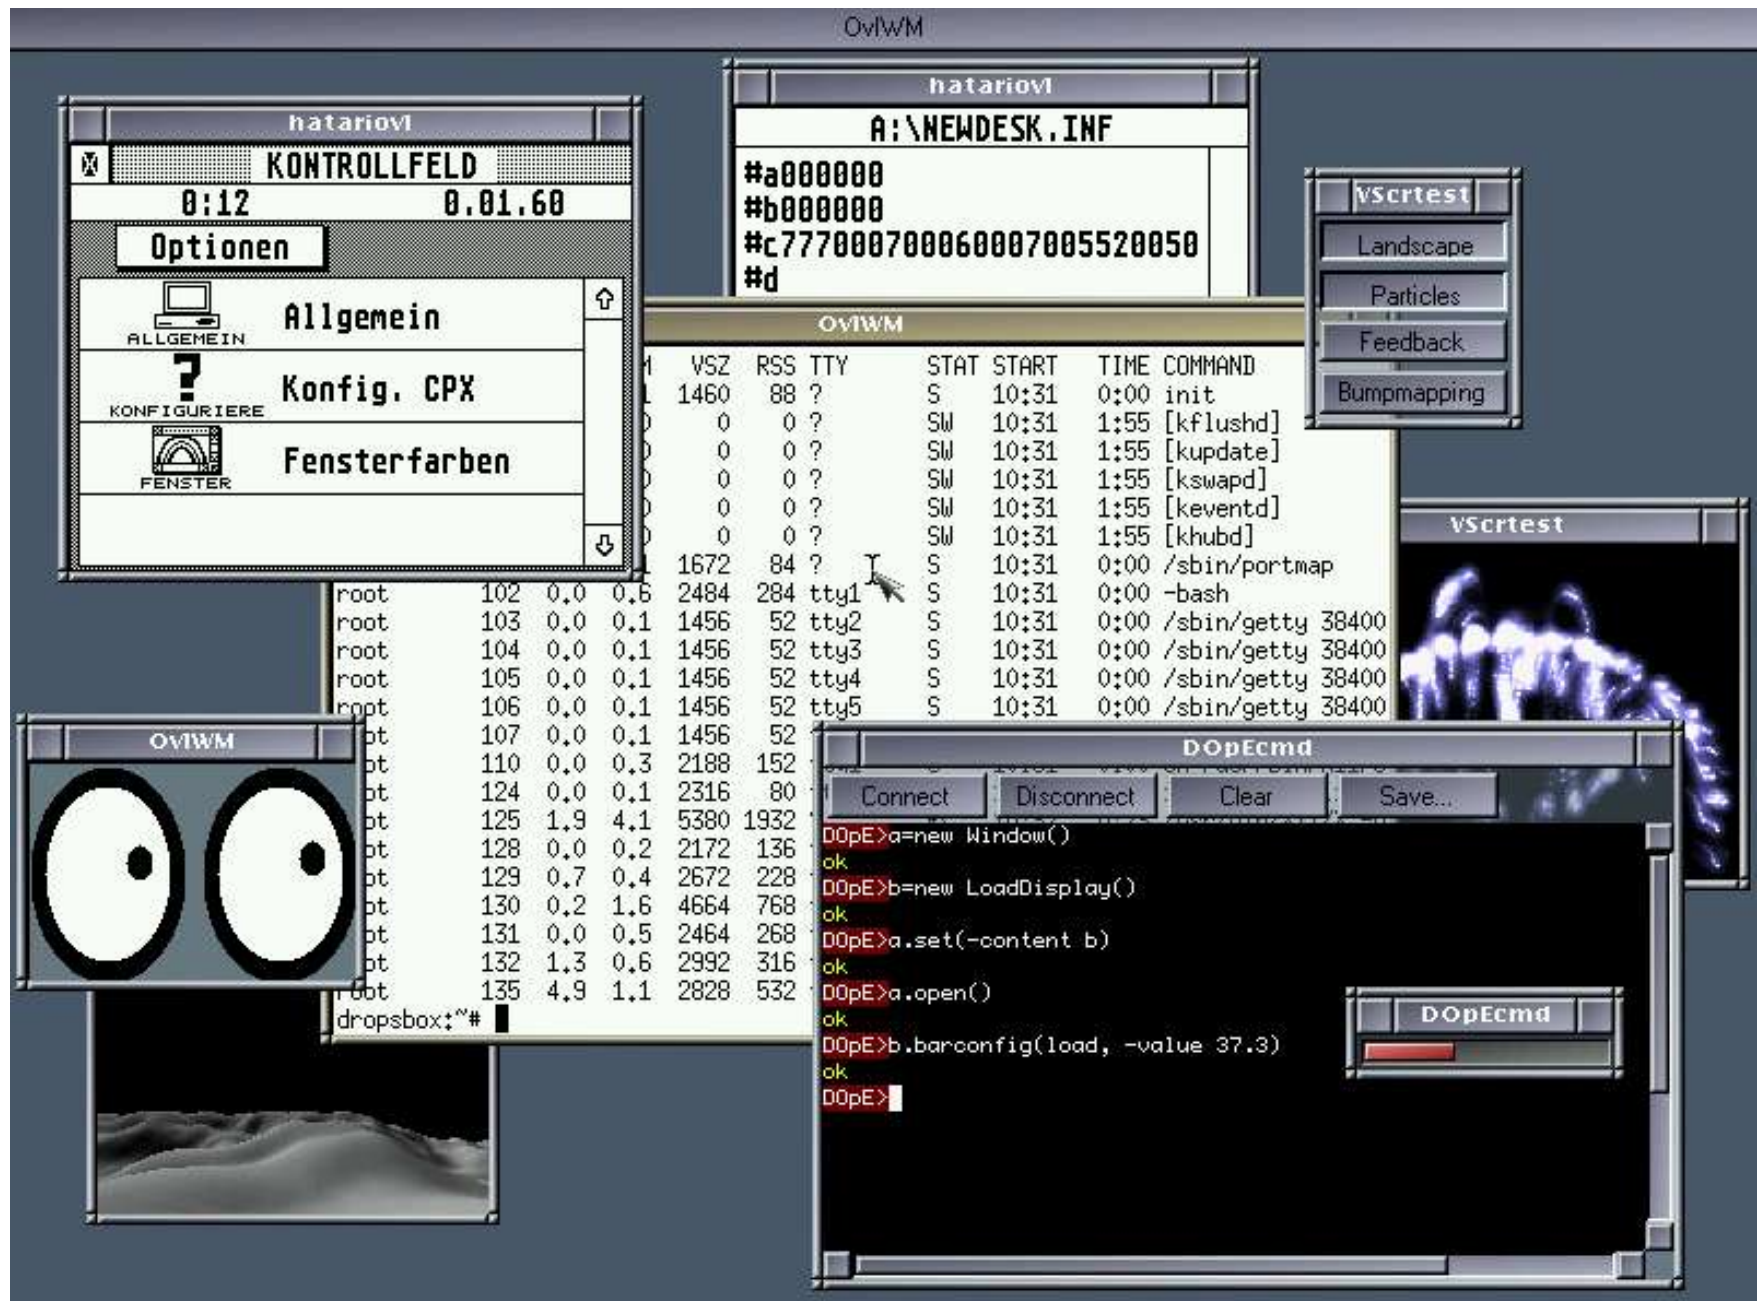 OvlWM
hatariovl
A:\NEWDESK.INF
#a000000
#b000000
#c777000700060007005520050
#d
hatariovl
KONTROLLFELD
0:12 0.01.60
Optionen
ALLGEMEIN Allgemein
KONFIGURIERE Konfig. CPX
FENSTER Fensterfarben
VScrtest
Landscape
Particles
Feedback
Bumpmapping
OvlWM
VSZ RSS TTY STAT START TIME COMMAND
1460 88 ? S 10:31 0:00 init
0 0 ? SW 10:31 1:55 [kflushd]
0 0 ? SW 10:31 1:55 [kupdate]
0 0 ? SW 10:31 1:55 [kswapd]
0 0 ? SW 10:31 1:55 [keventd]
0 0 ? SW 10:31 1:55 [khubd]
1672 84 ? S 10:31 0:00 /sbin/portmap
root 102 0.0 0.6 2484 284 tty1 S 10:31 0:00 -bash
root 103 0.0 0.1 1456 52 tty2 S 10:31 0:00 /sbin/getty 38400
root 104 0.0 0.1 1456 52 tty3 S 10:31 0:00 /sbin/getty 38400
root 105 0.0 0.1 1456 52 tty4 S 10:31 0:00 /sbin/getty 38400
root 106 0.0 0.1 1456 52 tty5 S 10:31 0:00 /sbin/getty 38400
ot 107 0.0 0.1 1456 52
ot 110 0.0 0.3 2188 152
ot 124 0.0 0.1 2316 80
ot 125 1.9 4.1 5380 1932
ot 128 0.0 0.2 2172 136
ot 129 0.7 0.4 2672 228
ot 130 0.2 1.6 4664 768
ot 131 0.0 0.5 2464 268
ot 132 1.3 0.6 2992 316
root 135 4.9 1.1 2828 532
dropsbox:~#
VScrtest
OvlWM
DOpEcmd
Connect Disconnect Clear Save...
DOpE>a=new Window()
ok
DOpE>b=new LoadDisplay()
ok
DOpE>a.set(-content b)
ok
DOpE>a.open()
ok
DOpE>b.barconfig(load, -value 37.3)
ok
DOpE>
DOpEcmd